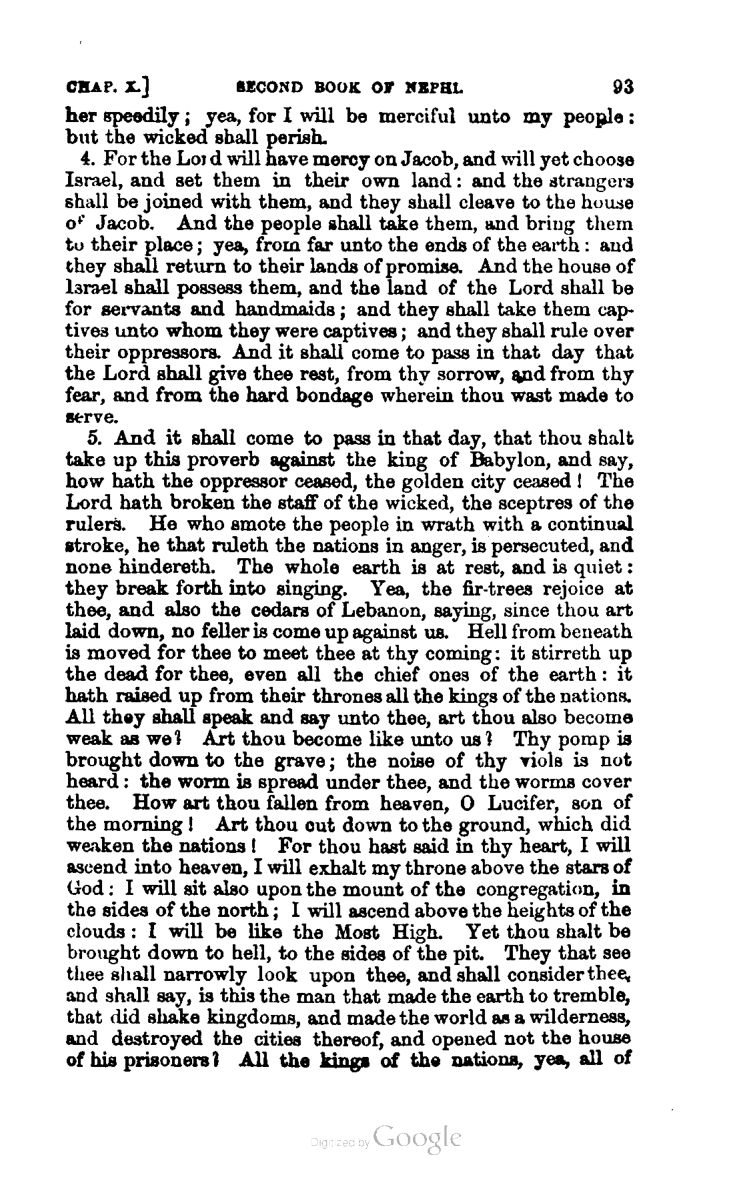 CHAP. X.] SECOND BOOK OF NEPHI. 93
her speedily; yea, for I will be merciful unto my people:
but the wicked shall perish.
4. For the Lord will have mercy on Jacob, and will yet choose
Israel, and set them in their own land: and the strangers
shall be joined with them, and they shall cleave to the house
of Jacob. And the people shall take them, and bring them
to their place; yea, from far unto the ends of the earth: and
they shall return to their lands of promise. And the house of
Israel shall possess them, and the land of the Lord shall be
for servants and handmaids; and they shall take them cap-
tives unto whom they were captives; and they shall rule over
their oppressors. And it shall come to pass in that day that
the Lord shall give thee rest, from thy sorrow, and from thy
fear, and from the hard bondage wherein thou wast made to
serve.
5. And it shall come to pass in that day, that thou shalt
take up this proverb against the king of Babylon, and say,
how hath the oppressor ceased, the golden city ceased! The
Lord hath broken the staff of the wicked, the sceptres of the
rulers. He who smote the people in wrath with a continual
stroke, he that ruleth the nations in anger, is persecuted, and
none hindereth. The whole earth is at rest, and is quiet:
they break forth into singing. Yea, the fir-trees rejoice at
thee, and also the cedars of Lebanon, saying, since thou art
laid down, no feller is come up against us. Hell from beneath
is moved for thee to meet thee at thy coming: it stirreth up
the dead for thee, even all the chief ones of the earth: it
hath raised up from their thrones all the kings of the nations.
All they shall speak and say unto thee, art thou also become
weak as we? Art thou become like unto us? Thy pomp is
brought down to the grave; the noise of thy viols is not
heard: the worm is spread under thee, and the worms cover
thee. How art thou fallen from heaven, O Lucifer, son of
the morning! Art thou cut down to the ground, which did
weaken the nations! For thou hast said in thy heart, I will
ascend into heaven, I will exhalt my throne above the stars of
God: I will sit also upon the mount of the congregation, in
the sides of the north; I will ascend above the heights of the
clouds: I will be like the Most High. Yet thou shalt be
brought down to hell, to the sides of the pit. They that see
thee shall narrowly look upon thee, and shall consider thee,
and shall say, is this the man that made the earth to tremble,
that did shake kingdoms, and made the world as a wilderness,
and destroyed the cities thereof, and opened not the house
of his prisoners? All the kings of the nations, yea, all of
Digitized by Google